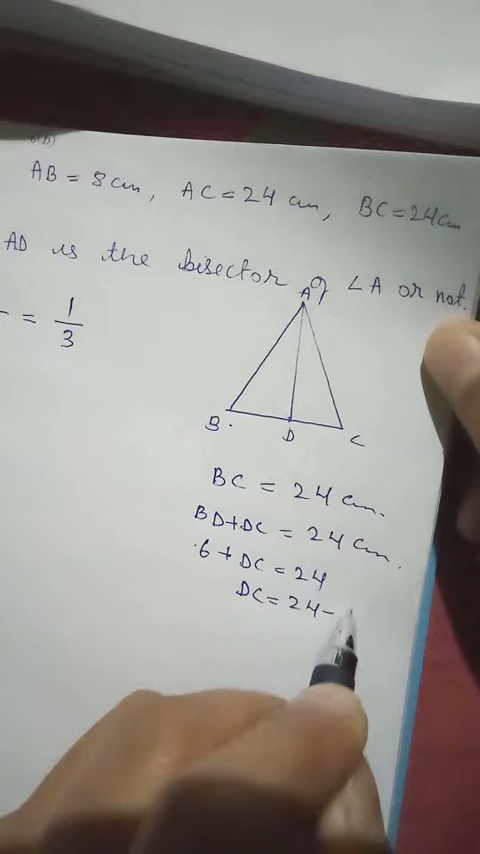 AB = 8 cm, AC = 24 cm, BC = 24 cm
AD is the bisector of ∠A or not.
= 1/3
A
B
D
C
BC = 24 cm.
BD+DC = 24 cm.
6 + DC = 24
DC = 24-